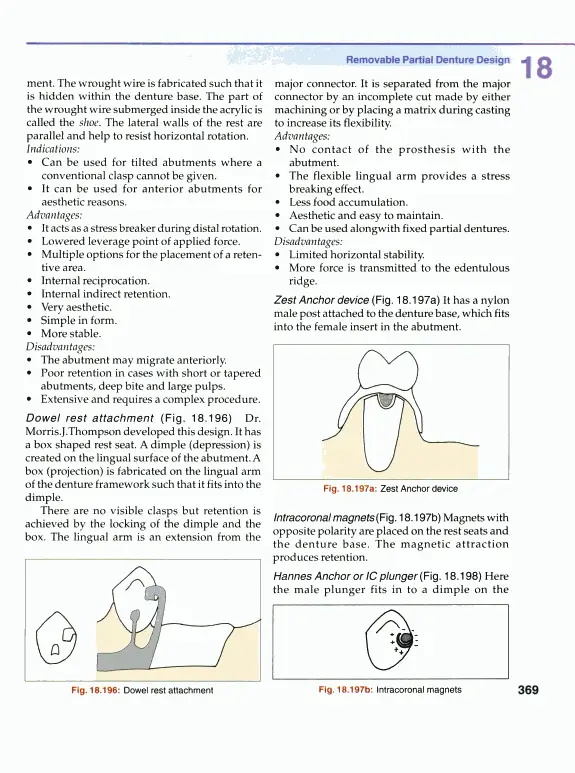 Removable Partial Denture Design
18
ment. The wrought wire is fabricated such that it
is hidden within the denture base. The part of
the wrought wire submerged inside the acrylic is
called the shoe. The lateral walls of the rest are
parallel and help to resist horizontal rotation.
Indications:
• Can be used for tilted abutments where a
conventional clasp cannot be given.
• It can be used for anterior abutments for
aesthetic reasons.
Advantages:
• It acts as a stress breaker during distal rotation.
• Lowered leverage point of applied force.
• Multiple options for the placement of a reten-
tive area.
• Internal reciprocation.
• Internal indirect retention.
• Very aesthetic.
• Simple in form.
• More stable.
Disadvantages:
• The abutment may migrate anteriorly.
• Poor retention in cases with short or tapered
abutments, deep bite and large pulps.
• Extensive and requires a complex procedure.
Dowel rest attachment (Fig. 18.196) Dr.
Morris.J.Thompson developed this design. It has
a box shaped rest seat. A dimple (depression) is
created on the lingual surface of the abutment. A
box (projection) is fabricated on the lingual arm
of the denture framework such that it fits into the
dimple.
There are no visible clasps but retention is
achieved by the locking of the dimple and the
box. The lingual arm is an extension from the
Fig. 18.196: Dowel rest attachment
major connector. It is separated from the major
connector by an incomplete cut made by either
machining or by placing a matrix during casting
to increase its flexibility.
Advantages:
• No contact of the prosthesis with the
abutment.
• The flexible lingual arm provides a stress
breaking effect.
• Less food accumulation.
• Aesthetic and easy to maintain.
• Can be used alongwith fixed partial dentures.
Disadvantages:
• Limited horizontal stability.
• More force is transmitted to the edentulous
ridge.
Zest Anchor device (Fig. 18.197a) It has a nylon
male post attached to the denture base, which fits
into the female insert in the abutment.
Fig. 18.197a: Zest Anchor device
Intracoronal magnets (Fig. 18.197b) Magnets with
opposite polarity are placed on the rest seats and
the denture base. The magnetic attraction
produces retention.
Hannes Anchor or IC plunger (Fig. 18.198) Here
the male plunger fits in to a dimple on the
Fig. 18.197b: Intracoronal magnets
369